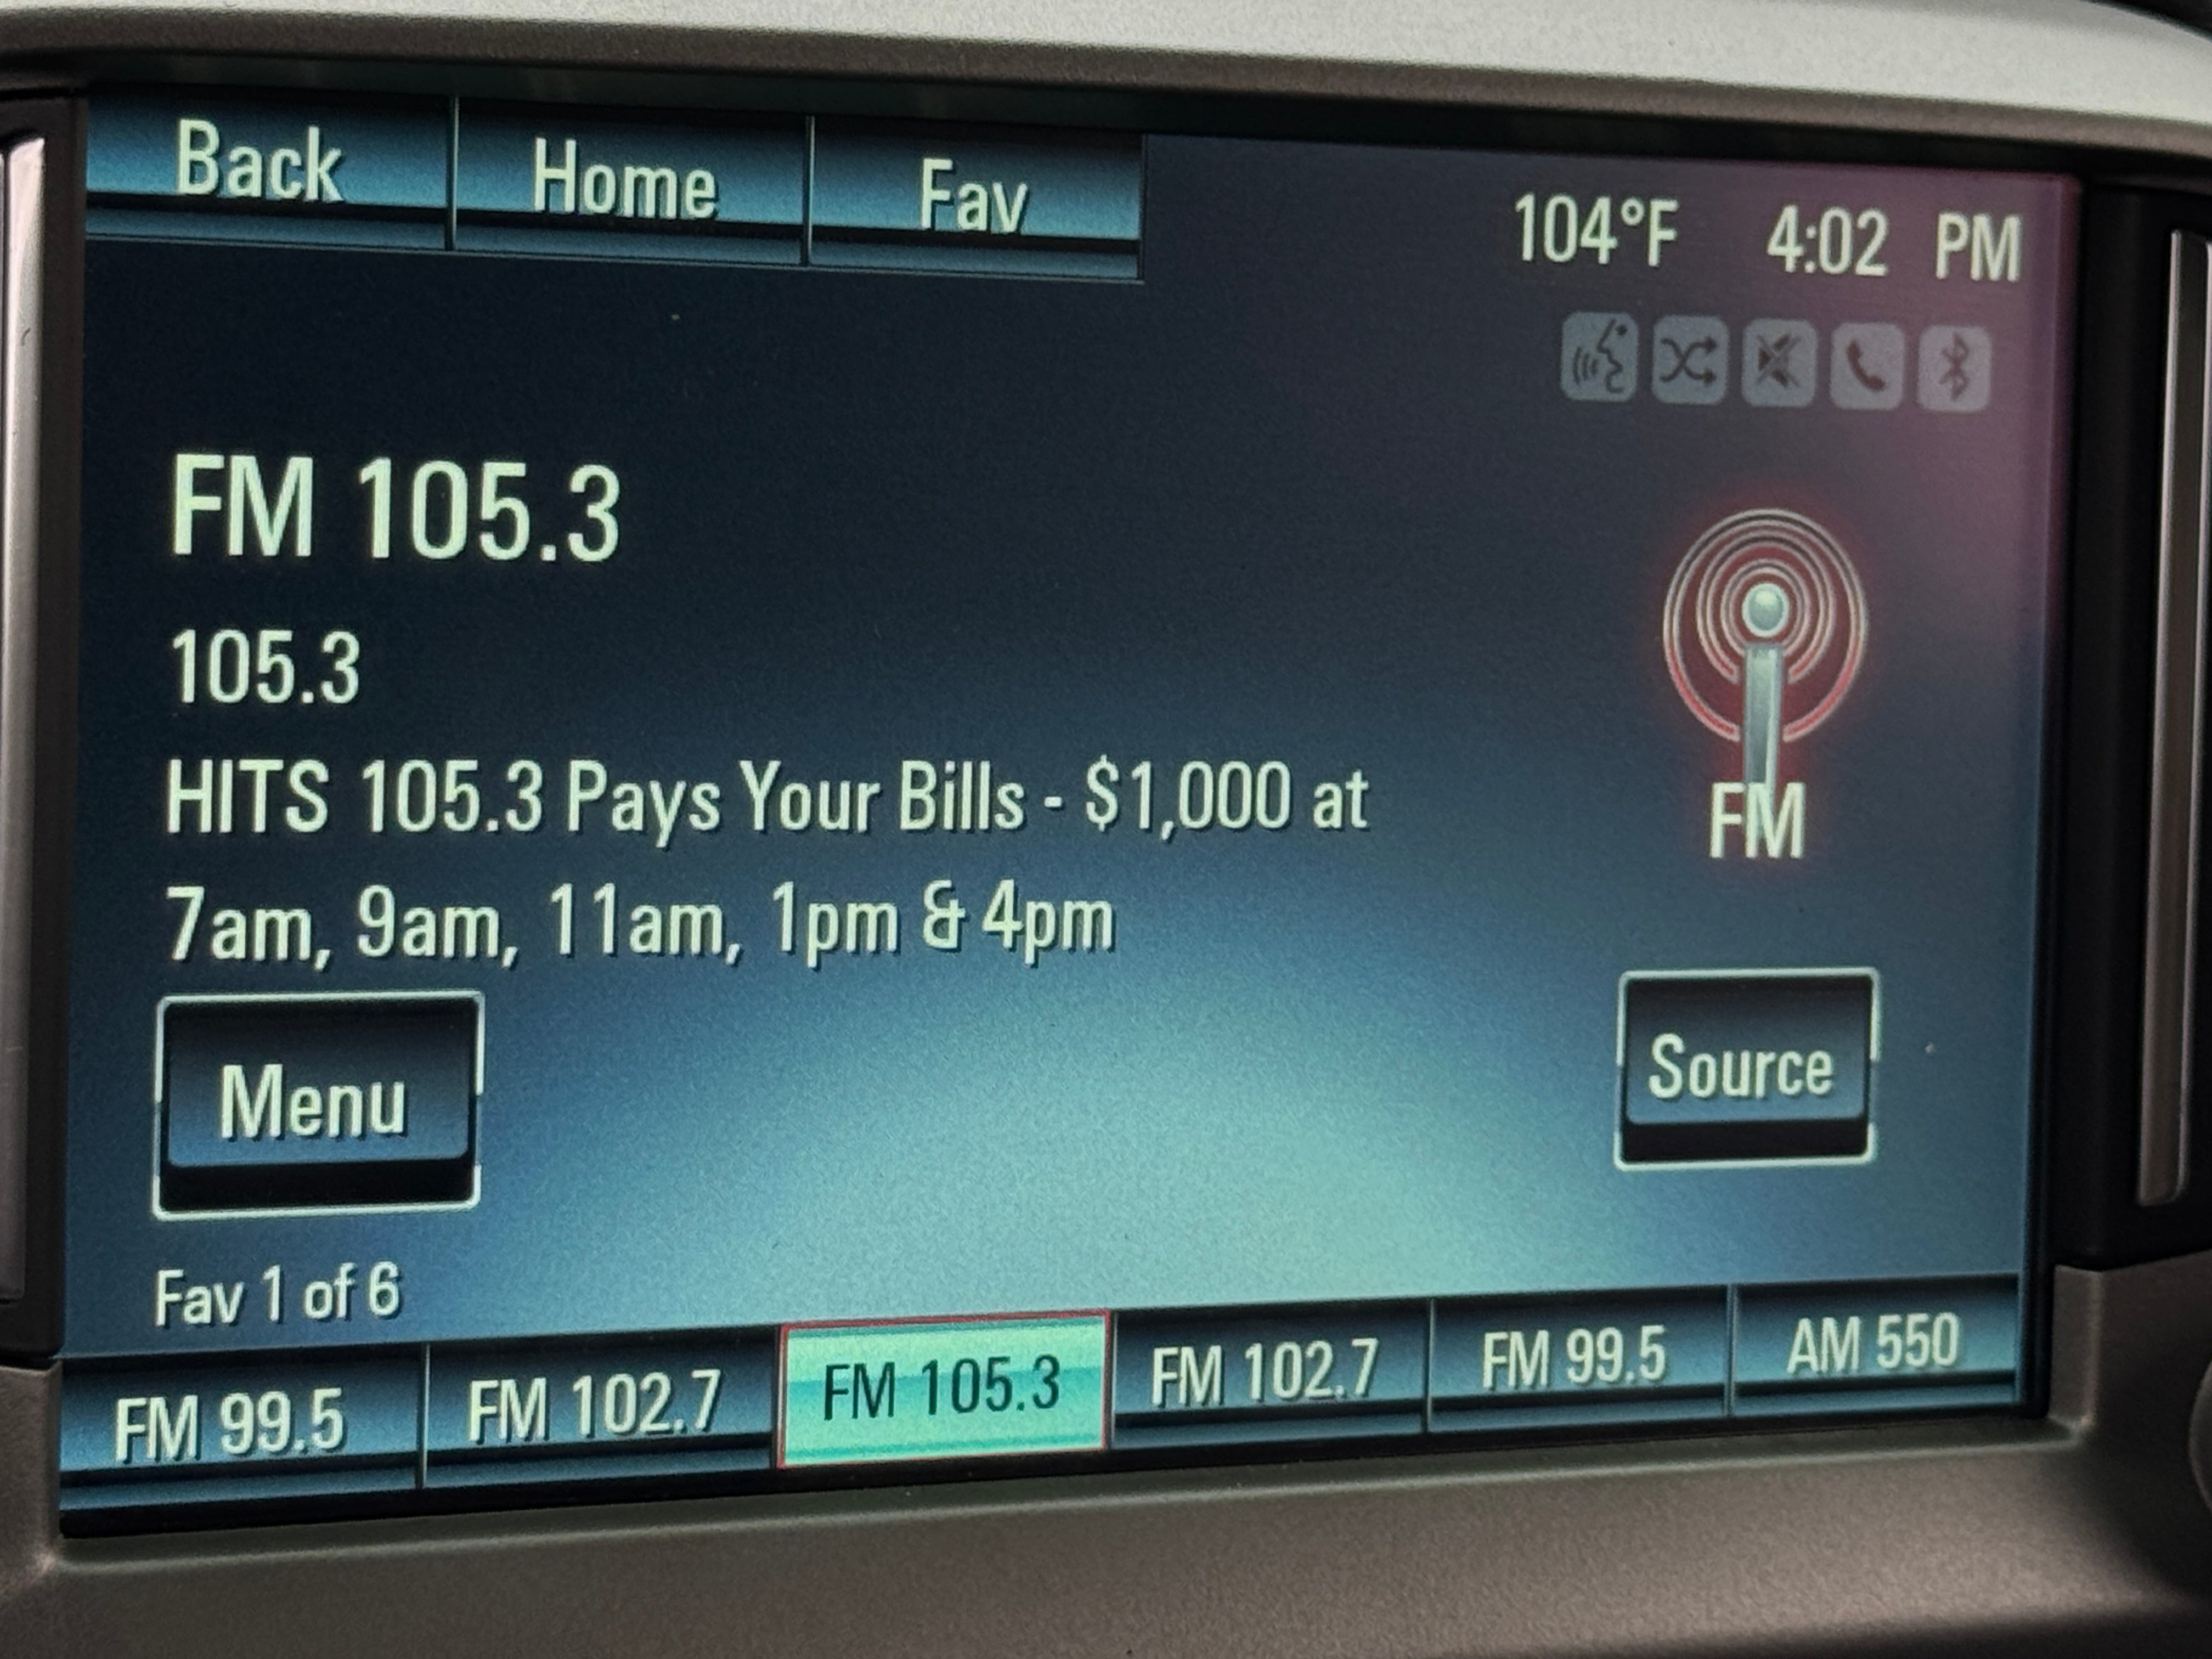 Back Home Fav
104°F 4:02 PM
FM 105.3
105.3
HITS 105.3 Pays Your Bills - $1,000 at
7am, 9am, 11am, 1pm & 4pm
FM
Menu
Source
Fav 1 of 6
FM 99.5 FM 102.7 FM 105.3 FM 102.7 FM 99.5 AM 550